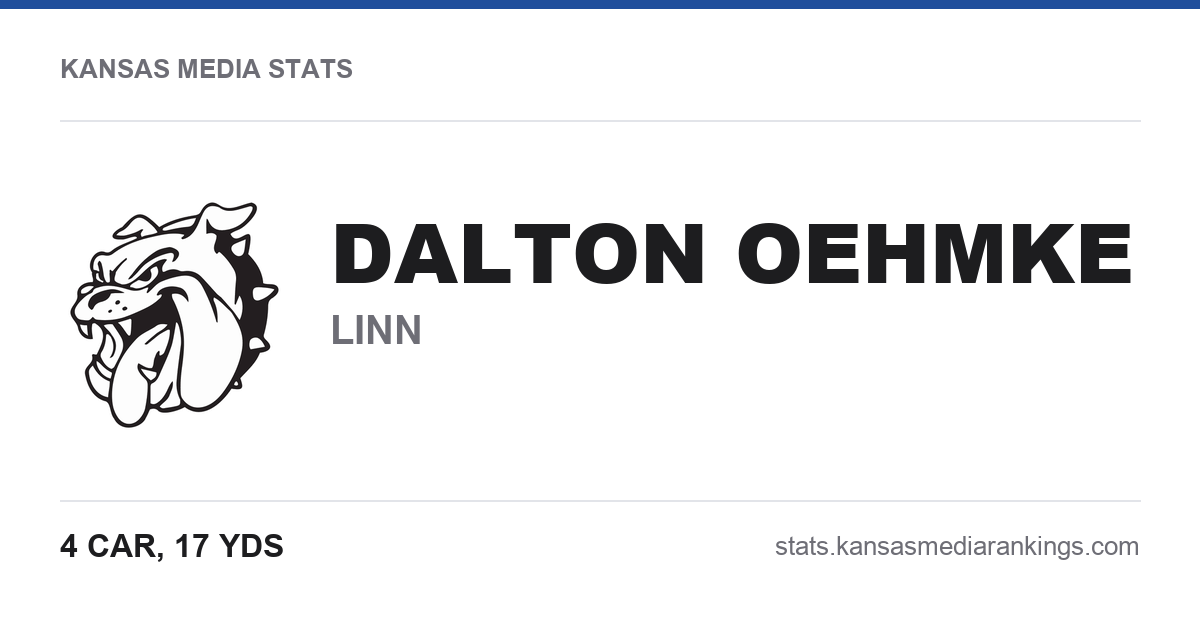 KANSAS MEDIA STATS
DALTON OEHMKE
LINN
4 CAR, 17 YDS
stats.kansasmediarankings.com